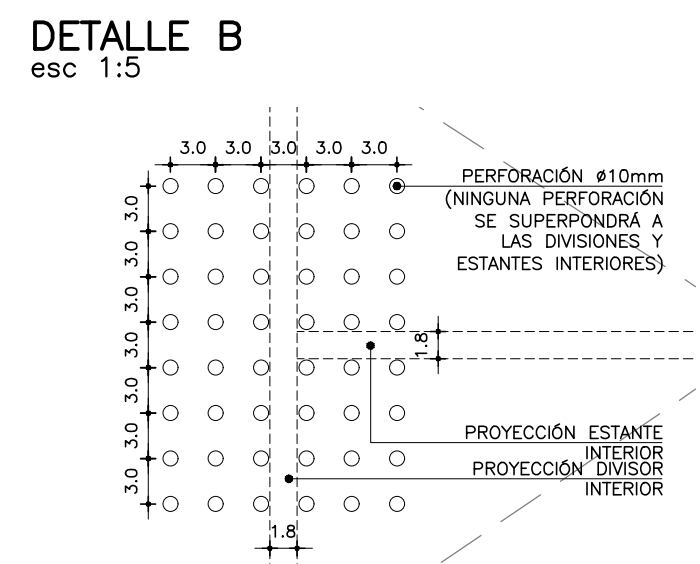 DETALLE B
esc 1:5
3.0 3.0 3.0 3.0 3.0
PERFORACIÓN ø10mm
(NINGUNA PERFORACIÓN
SE SUPERPONDRÁ A
LAS DIVISIONES Y
ESTANTES INTERIORES)
3.0
3.0
3.0
3.0
3.0
3.0
3.0
1.8
PROYECCIÓN ESTANTE
INTERIOR
PROYECCIÓN DIVISOR
INTERIOR
1.8